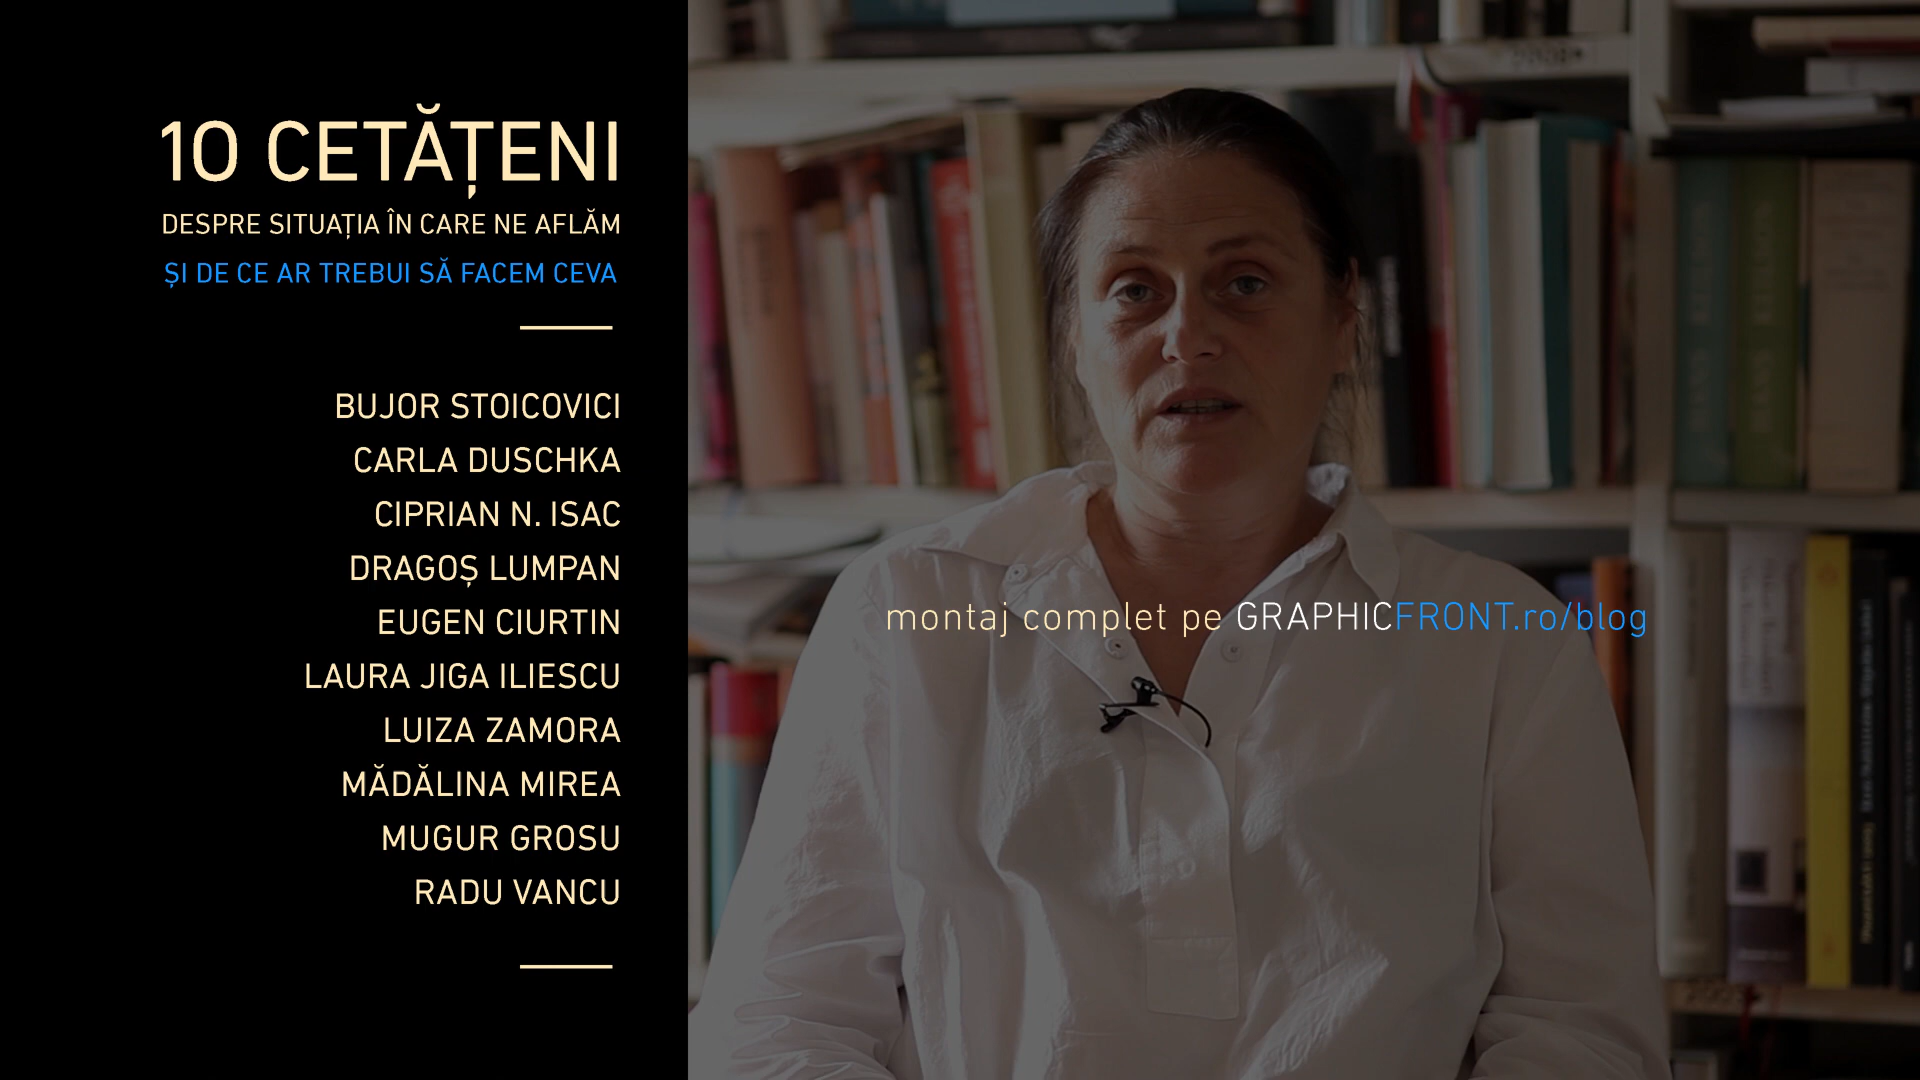 10 CETĂȚENI
DESPRE SITUAȚIA ÎN CARE NE AFLĂM
ȘI DE CE AR TREBUI SĂ FACEM CEVA
BUJOR STOICOVICI
CARLA DUSCHKA
CIPRIAN N. ISAC
DRAGOȘ LUMPAN
EUGEN CIURTIN
LAURA JIGA ILIESCU
LUIZA ZAMORA
MĂDĂLINA MIREA
MUGUR GROSU
RADU VANCU
montaj complet pe GRAPHICFRONT.ro/blog